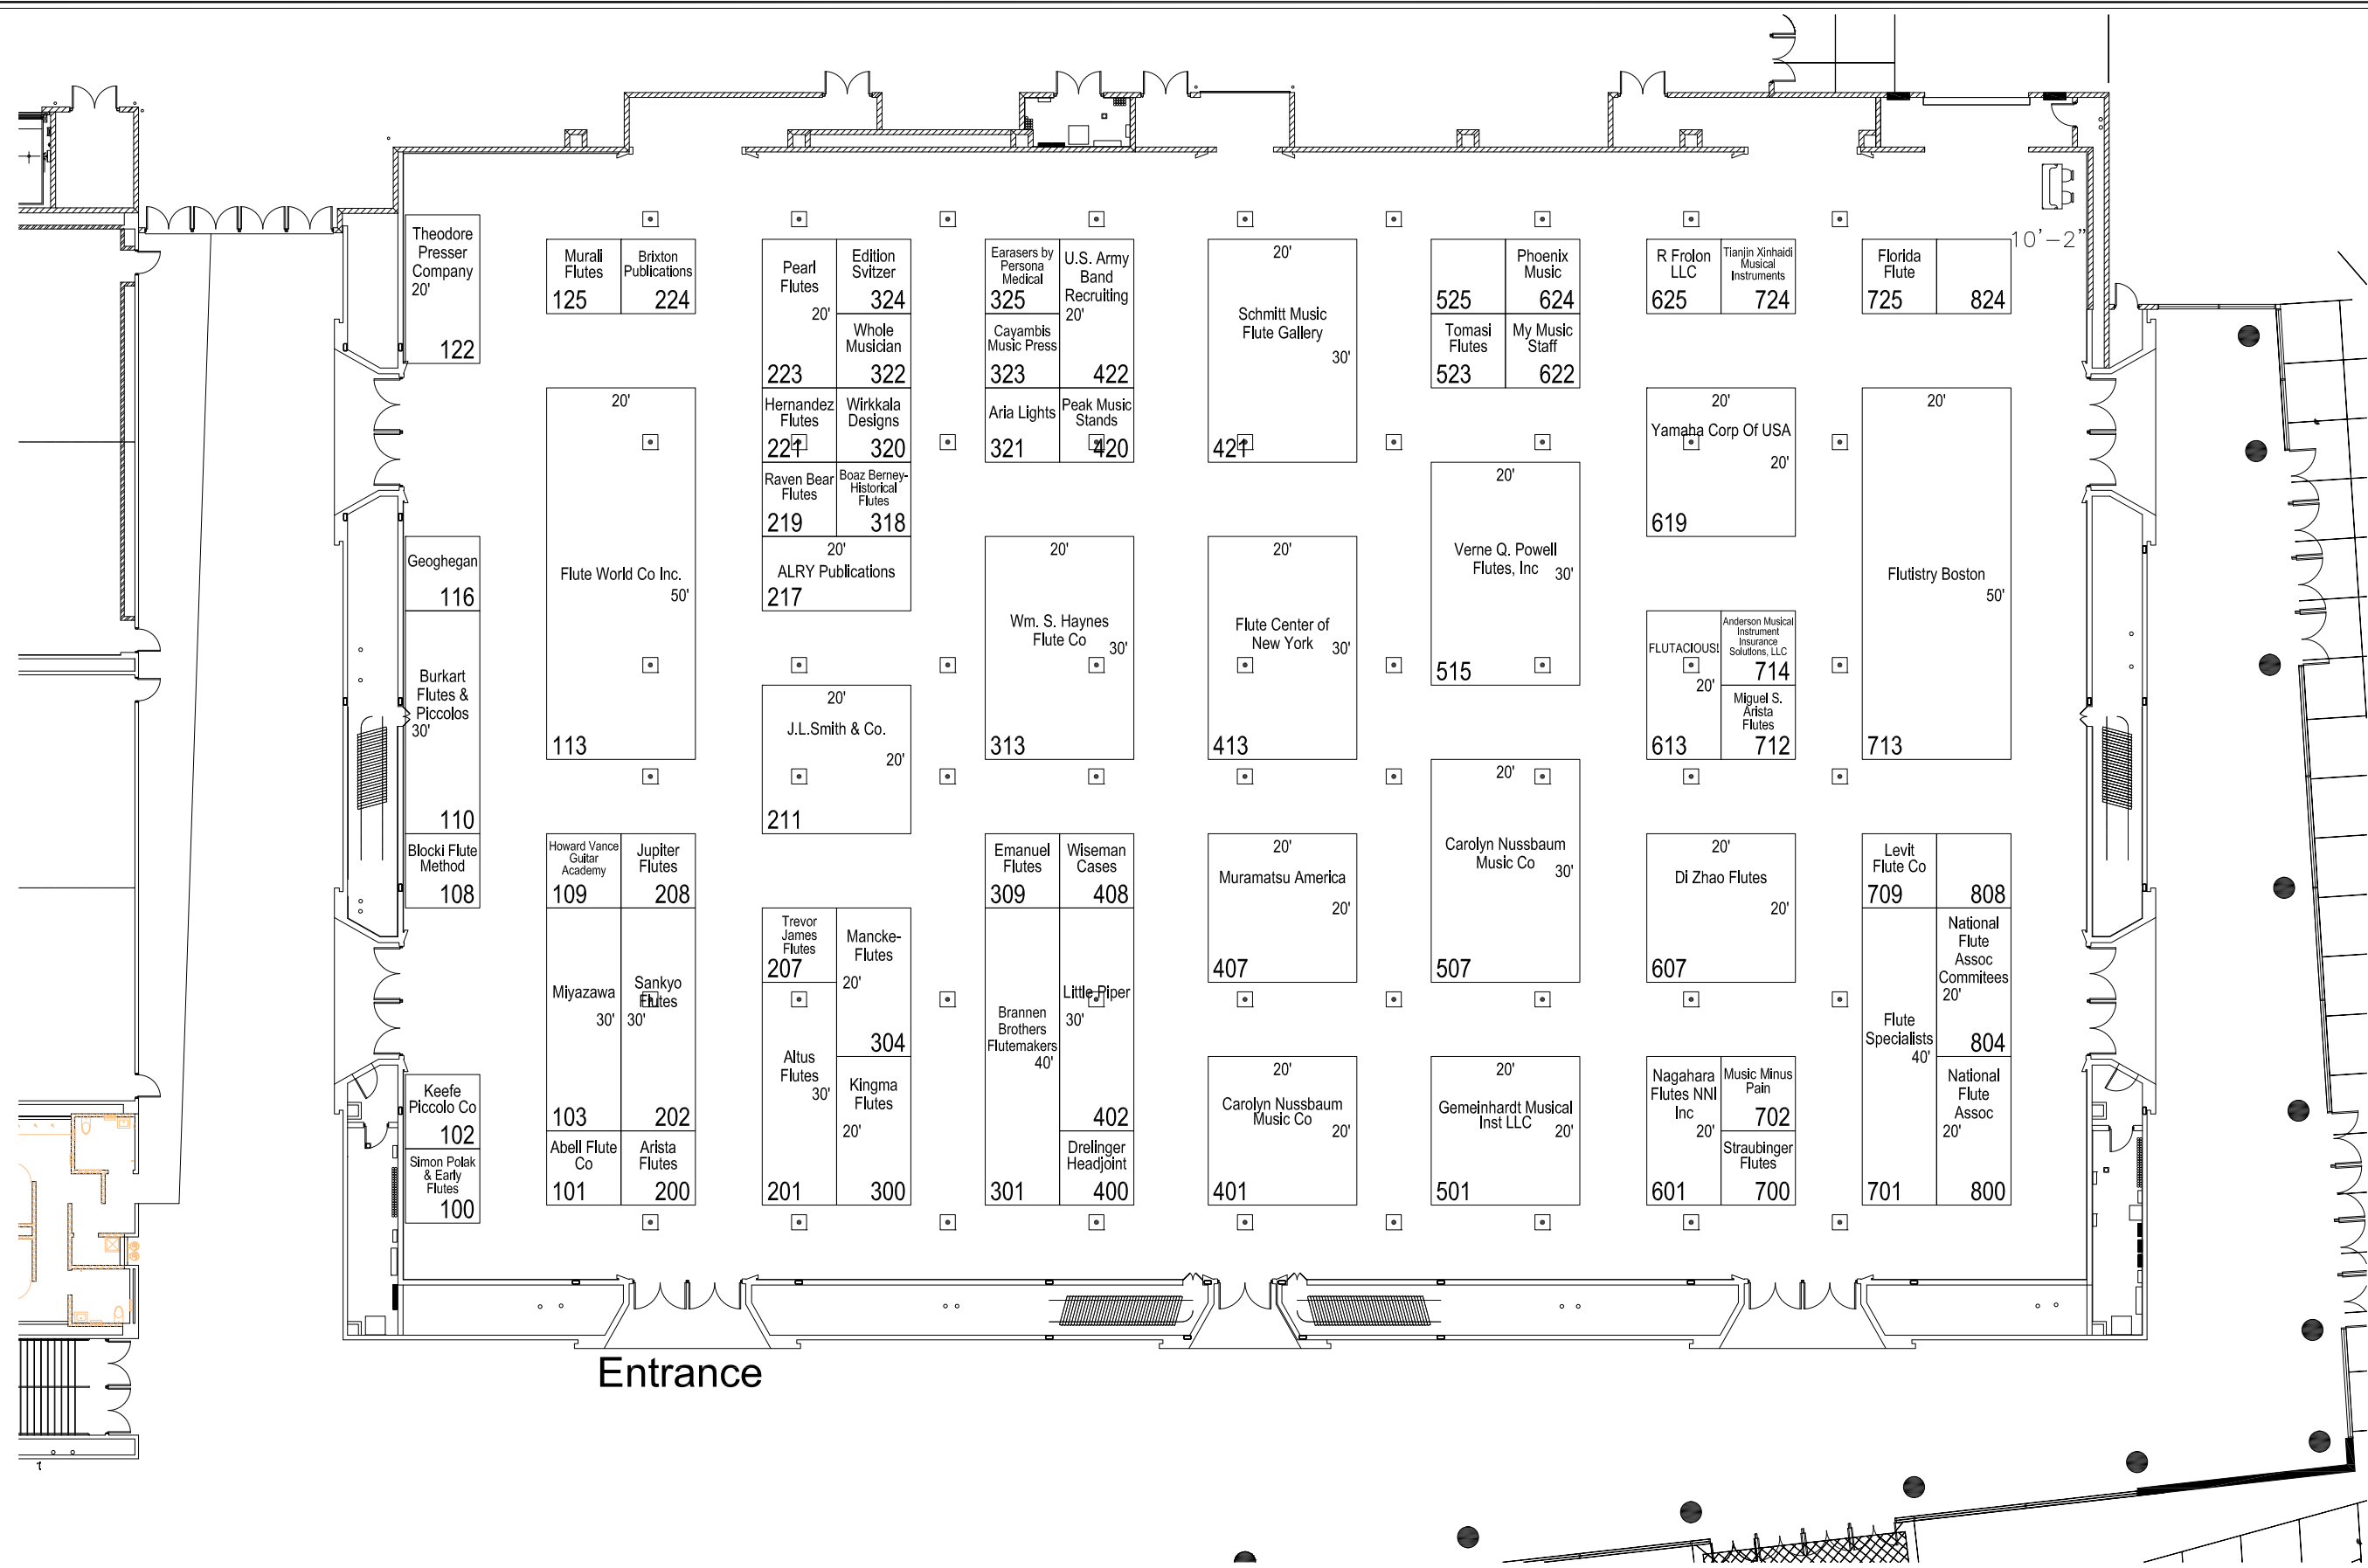 10'-2"
Theodore
Presser
Company
20'
122
Murali
Flutes
125
Brixton
Publications
224
Pearl
Flutes
20'
223
Edition
Svitzer
324
Whole
Musician
322
Earasers by
Persona
Medical
325
U.S. Army
Band
Recruiting
20'
422
Cayambis
Music Press
323
20'
Schmitt Music
Flute Gallery
30'
421
525
Phoenix
Music
624
Tomasi
Flutes
523
My Music
Staff
622
R Frolon
LLC
625
Tianjin Xinhaidi
Musical
Instruments
724
Florida
Flute
725
824
20'
Flute World Co Inc.
50'
113
Hernandez
Flutes
221
Wirkkala
Designs
320
Raven Bear
Flutes
219
Boaz Berney-
Historical
Flutes
318
20'
ALRY Publications
217
Aria Lights
321
Peak Music
Stands
420
20'
Yamaha Corp Of USA
20'
619
20'
Flutistry Boston
50'
713
20'
Verne Q. Powell
Flutes, Inc
30'
515
Geoghegan
116
Burkart
Flutes &
Piccolos
30'
110
20'
Wm. S. Haynes
Flute Co
30'
313
20'
Flute Center of
New York
30'
413
FLUTACIOUS!
20'
613
Anderson Musical
Instrument
Insurance
Solutions, LLC
714
Miguel S.
Arista
Flutes
712
20'
J.L.Smith & Co.
20'
211
20'
Carolyn Nussbaum
Music Co
30'
507
Blocki Flute
Method
108
Howard Vance
Guitar
Academy
109
Jupiter
Flutes
208
Miyazawa
30'
103
Sankyo
Flutes
30'
202
Abell Flute
Co
101
Arista
Flutes
200
Trevor
James
Flutes
207
Mancke-
Flutes
20'
304
Altus
Flutes
30'
201
Kingma
Flutes
20'
300
Emanuel
Flutes
309
Wiseman
Cases
408
Brannen
Brothers
Flutemakers
40'
301
Little Piper
30'
402
Drelinger
Headjoint
400
20'
Muramatsu America
20'
407
20'
Carolyn Nussbaum
Music Co
20'
401
20'
Gemeinhardt Musical
Inst LLC
20'
501
20'
Di Zhao Flutes
20'
607
Nagahara
Flutes NNI
Inc
20'
601
Music Minus
Pain
702
Straubinger
Flutes
700
Levit
Flute Co
709
808
Flute
Specialists
40'
701
National
Flute
Assoc
Commitees
20'
804
National
Flute
Assoc
20'
800
Keefe
Piccolo Co
102
Simon Polak
& Early
Flutes
100
Entrance